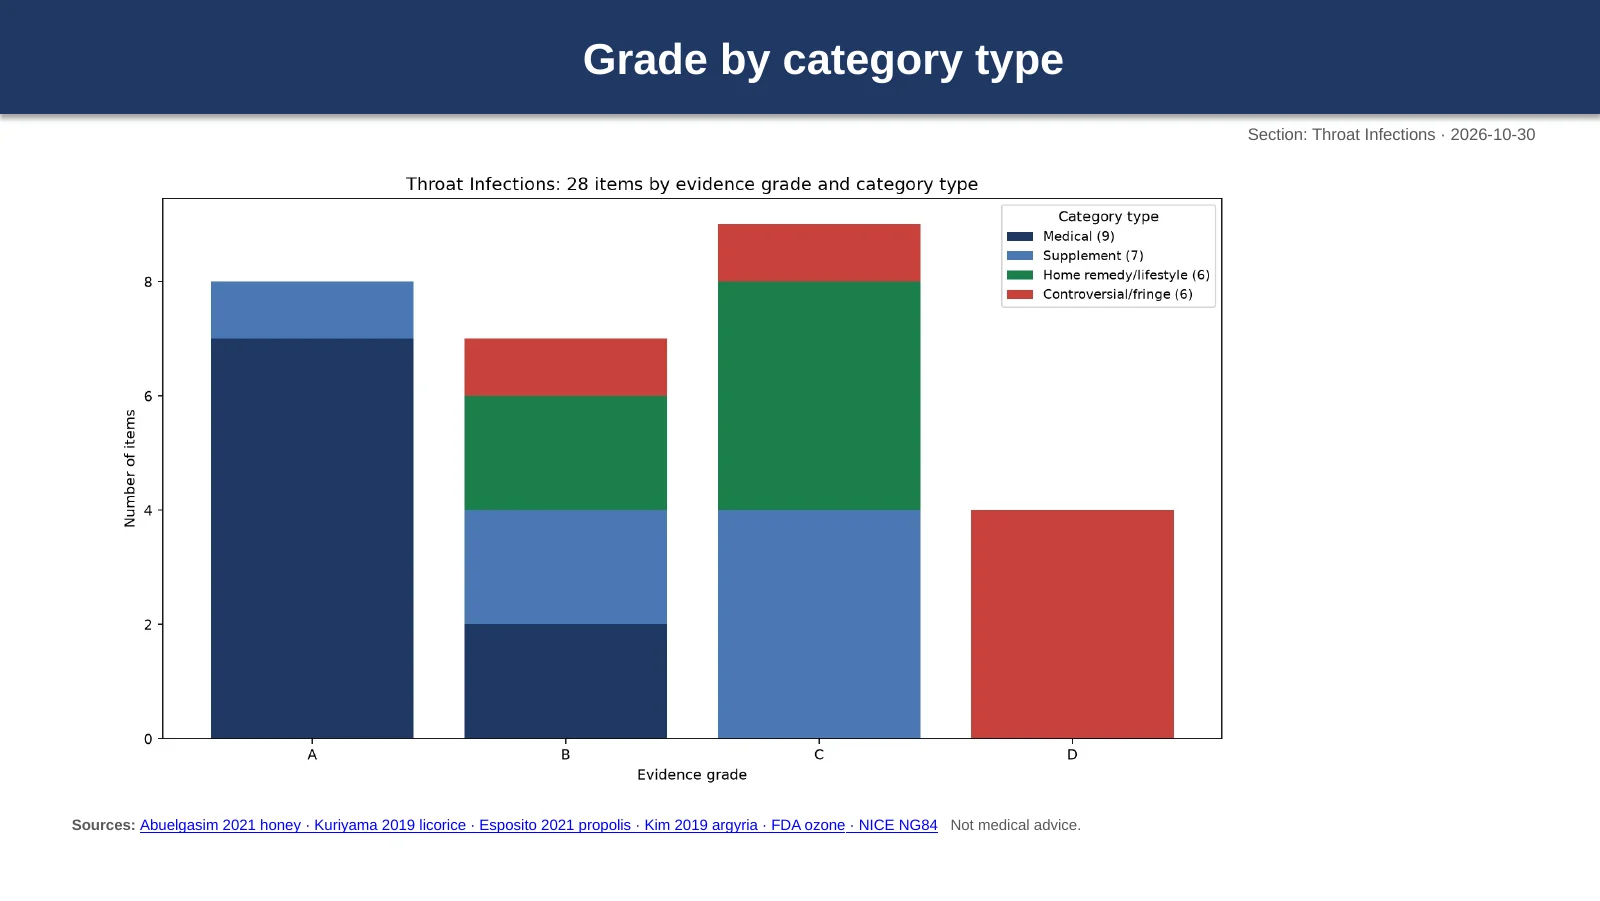 Grade by category type
Section: Throat Infections · 2026-10-30
Throat Infections: 28 items by evidence grade and category type
Category type
Medical (9)
Supplement (7)
Home remedy/lifestyle (6)
Controversial/fringe (6)
Number of items
8
6
4
2
0
A B C D
Evidence grade
Sources: Abuelgasim 2021 honey · Kuriyama 2019 licorice · Esposito 2021 propolis · Kim 2019 argyria · FDA ozone · NICE NG84 Not medical advice.